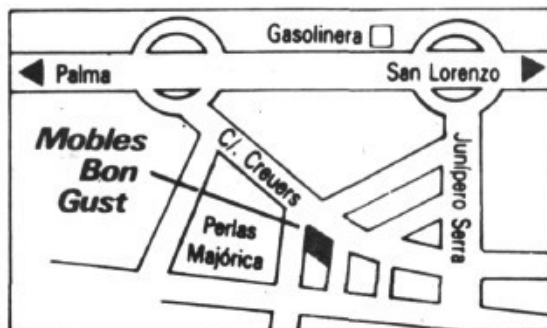 Gasolinera
Palma
San Lorenzo
Mobles
Bon
Gust
C/. Creuers
Junípero Serra
Perlas
Majórica